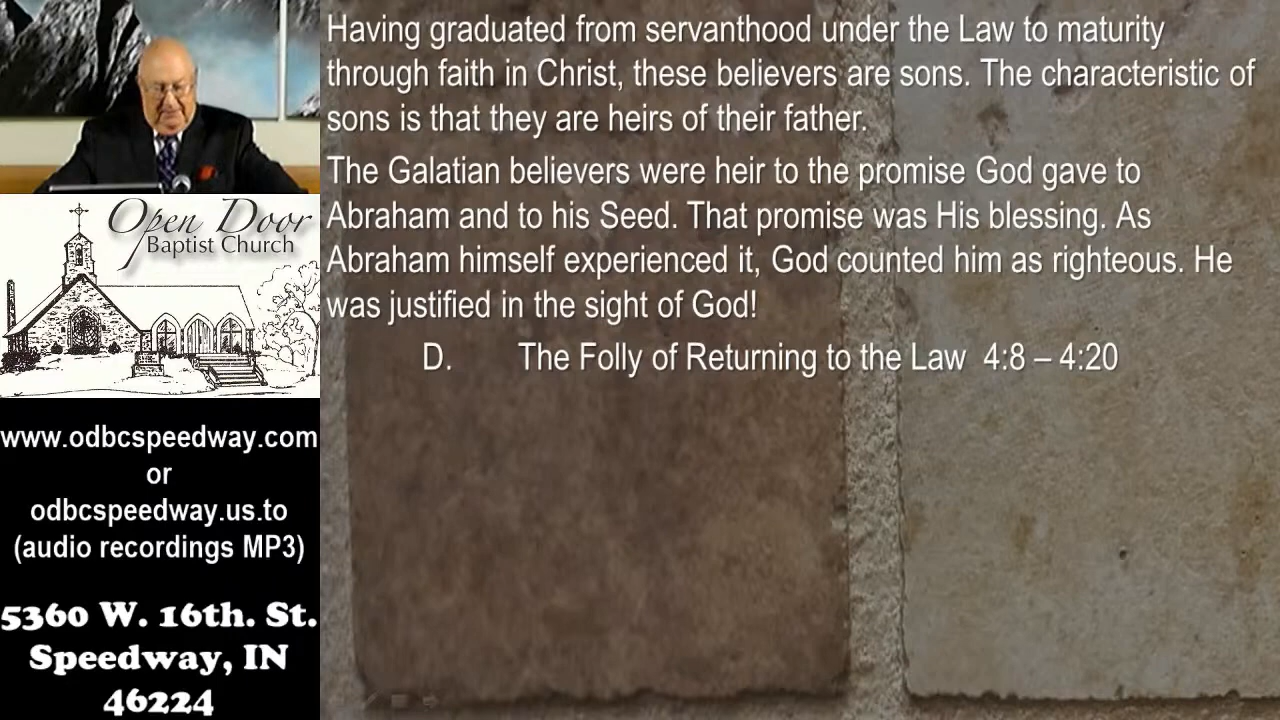 Having graduated from servanthood under the Law to maturity
through faith in Christ, these believers are sons. The characteristic of
sons is that they are heirs of their father.
The Galatian believers were heir to the promise God gave to
Abraham and to his Seed. That promise was His blessing. As
Abraham himself experienced it, God counted him as righteous. He
was justified in the sight of God!
D. The Folly of Returning to the Law 4:8 – 4:20
Open Door
Baptist Church
www.odbcspeedway.com
or
odbcspeedway.us.to
(audio recordings MP3)
5360 W. 16th. St.
Speedway, IN
46224